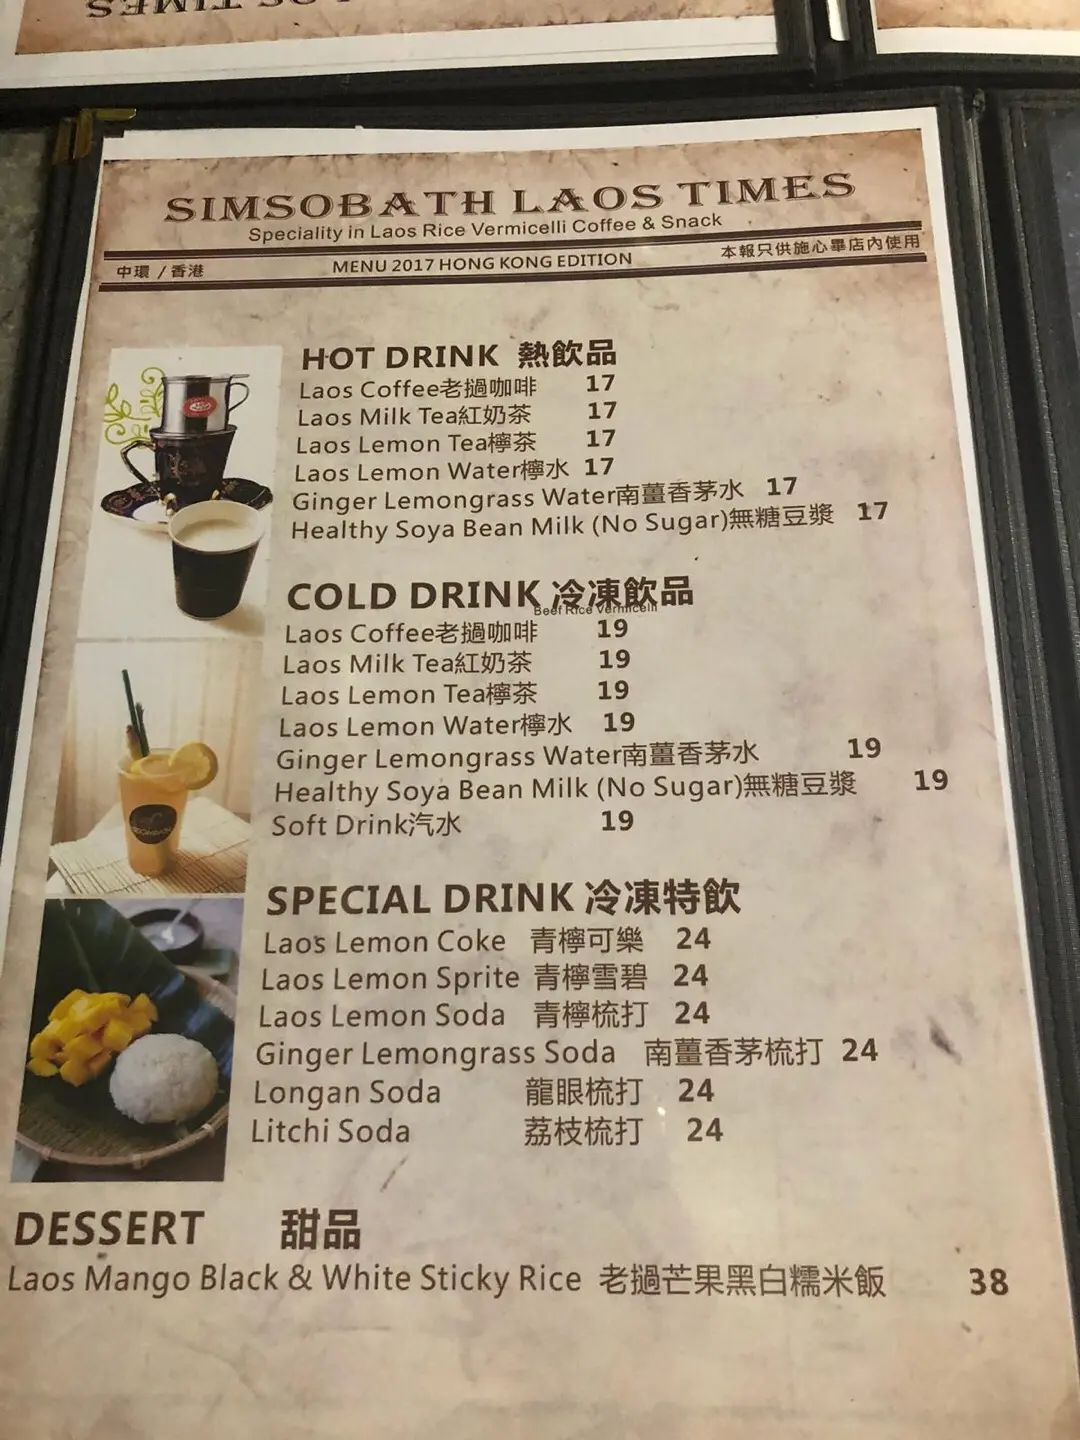 LAOS TIMES
SIMSOBATH LAOS TIMES
Speciality in Laos Rice Vermicelli Coffee & Snack
中環 / 香港 MENU 2017 HONG KONG EDITION 本報只供施心畢店內使用
HOT DRINK 熱飲品
Laos Coffee老撾咖啡 17
Laos Milk Tea紅奶茶 17
Laos Lemon Tea檸茶 17
Laos Lemon Water檸水 17
Ginger Lemongrass Water南薑香茅水 17
Healthy Soya Bean Milk (No Sugar)無糖豆漿 17
COLD DRINK 冷凍飲品
Beef Rice Vermicelli
Laos Coffee老撾咖啡 19
Laos Milk Tea紅奶茶 19
Laos Lemon Tea檸茶 19
Laos Lemon Water檸水 19
Ginger Lemongrass Water南薑香茅水 19
Healthy Soya Bean Milk (No Sugar)無糖豆漿 19
Soft Drink汽水 19
SPECIAL DRINK 冷凍特飲
Laos Lemon Coke 青檸可樂 24
Laos Lemon Sprite 青檸雪碧 24
Laos Lemon Soda 青檸梳打 24
Ginger Lemongrass Soda 南薑香茅梳打 24
Longan Soda 龍眼梳打 24
Litchi Soda 荔枝梳打 24
DESSERT 甜品
Laos Mango Black & White Sticky Rice 老撾芒果黑白糯米飯 38